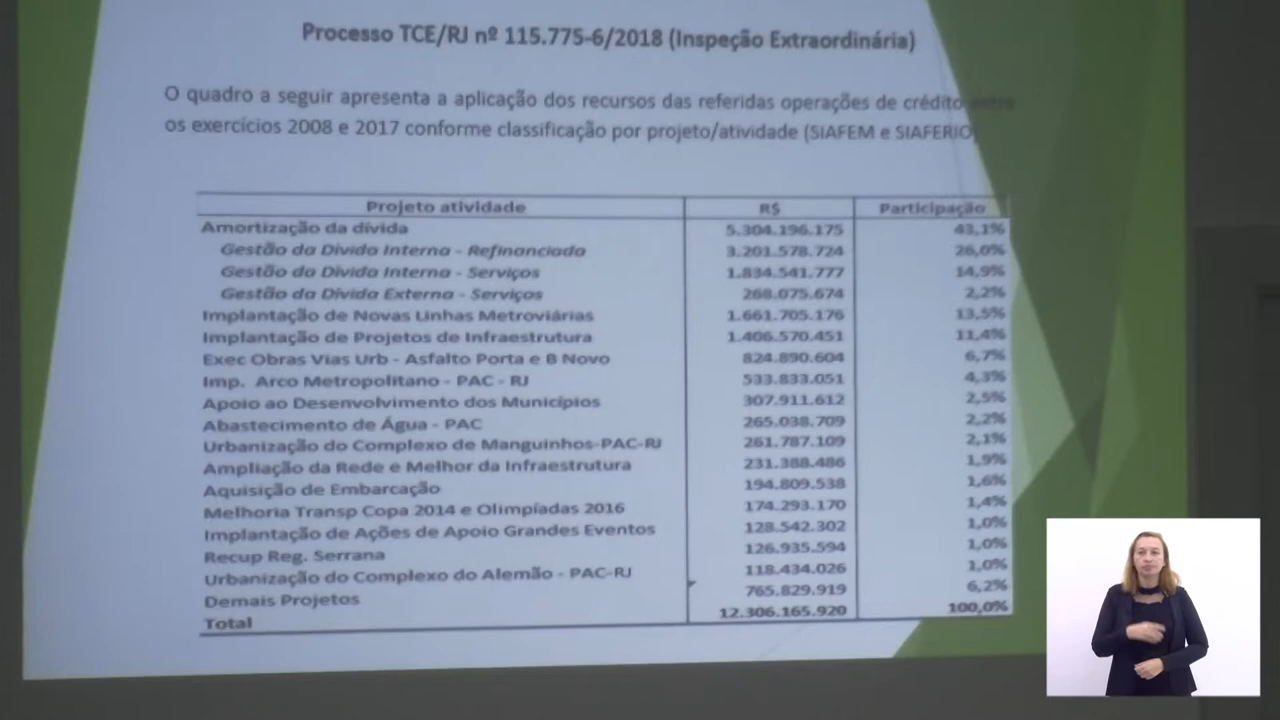 Processo TCE/RJ nº 115.775-6/2018 (Inspeção Extraordinária)
O quadro a seguir apresenta a aplicação dos recursos das referidas operações de crédito entre
os exercícios 2008 e 2017 conforme classificação por projeto/atividade (SIAFEM e SIAFERIO)
Projeto atividade R$ Participação
Amortização da dívida 5.304.196.175 43,1%
Gestão da Dívida Interna - Refinanciada 3.201.578.724 26,0%
Gestão da Dívida Interna - Serviços 1.834.541.777 14,9%
Gestão da Dívida Externa - Serviços 268.075.674 2,2%
Implantação de Novas Linhas Metroviárias 1.661.705.176 13,5%
Implantação de Projetos de Infraestrutura 1.406.570.451 11,4%
Exec Obras Vias Urb - Asfalto Porta e B Novo 824.890.604 6,7%
Imp. Arco Metropolitano - PAC - RJ 533.833.051 4,3%
Apoio ao Desenvolvimento dos Municípios 307.911.612 2,5%
Abastecimento de Água - PAC 265.038.709 2,2%
Urbanização do Complexo de Manguinhos-PAC-RJ 261.787.109 2,1%
Ampliação da Rede e Melhor da Infraestrutura 231.388.486 1,9%
Aquisição de Embarcação 194.809.538 1,6%
Melhoria Transp Copa 2014 e Olimpíadas 2016 174.293.170 1,4%
Implantação de Ações de Apoio Grandes Eventos 128.542.302 1,0%
Recup Reg. Serrana 126.935.594 1,0%
Urbanização do Complexo do Alemão - PAC-RJ 118.434.026 1,0%
Demais Projetos 765.829.919 6,2%
Total 12.306.165.920 100,0%